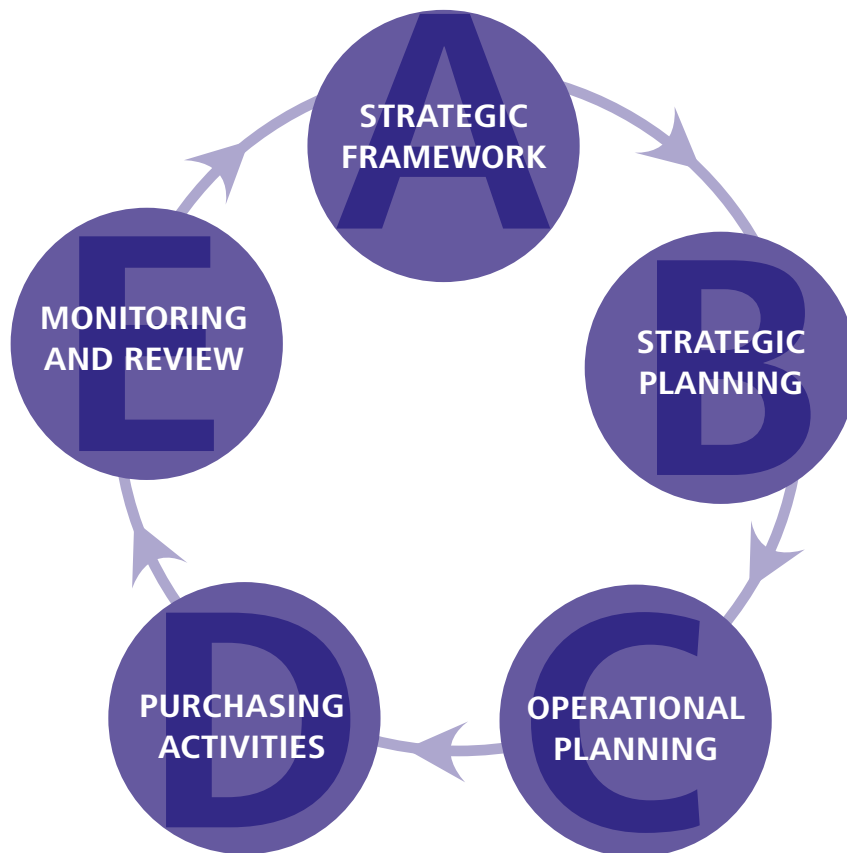 A
STRATEGIC
FRAMEWORK
B
STRATEGIC
PLANNING
C
OPERATIONAL
PLANNING
D
PURCHASING
ACTIVITIES
E
MONITORING
AND REVIEW